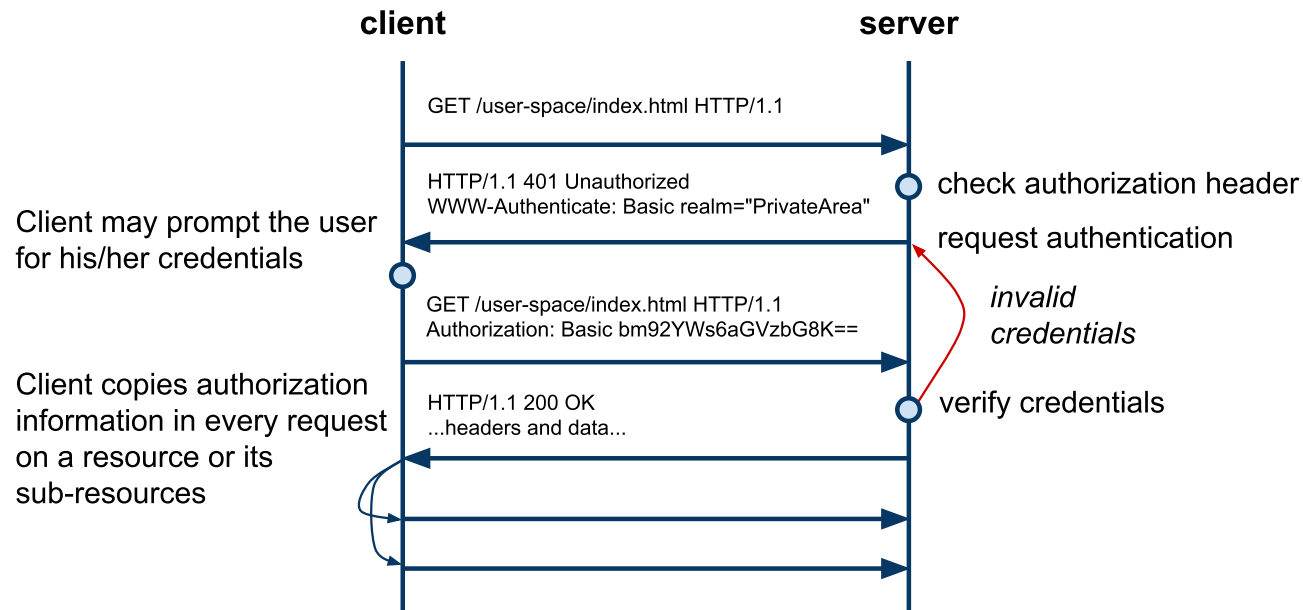 client
server
GET /user-space/index.html HTTP/1.1
HTTP/1.1 401 Unauthorized
WWW-Authenticate: Basic realm="PrivateArea"
check authorization header
request authentication
Client may prompt the user
for his/her credentials
invalid
credentials
GET /user-space/index.html HTTP/1.1
Authorization: Basic bm92YWs6aGVzbG8K==
Client copies authorization
information in every request
on a resource or its
sub-resources
HTTP/1.1 200 OK
...headers and data...
verify credentials